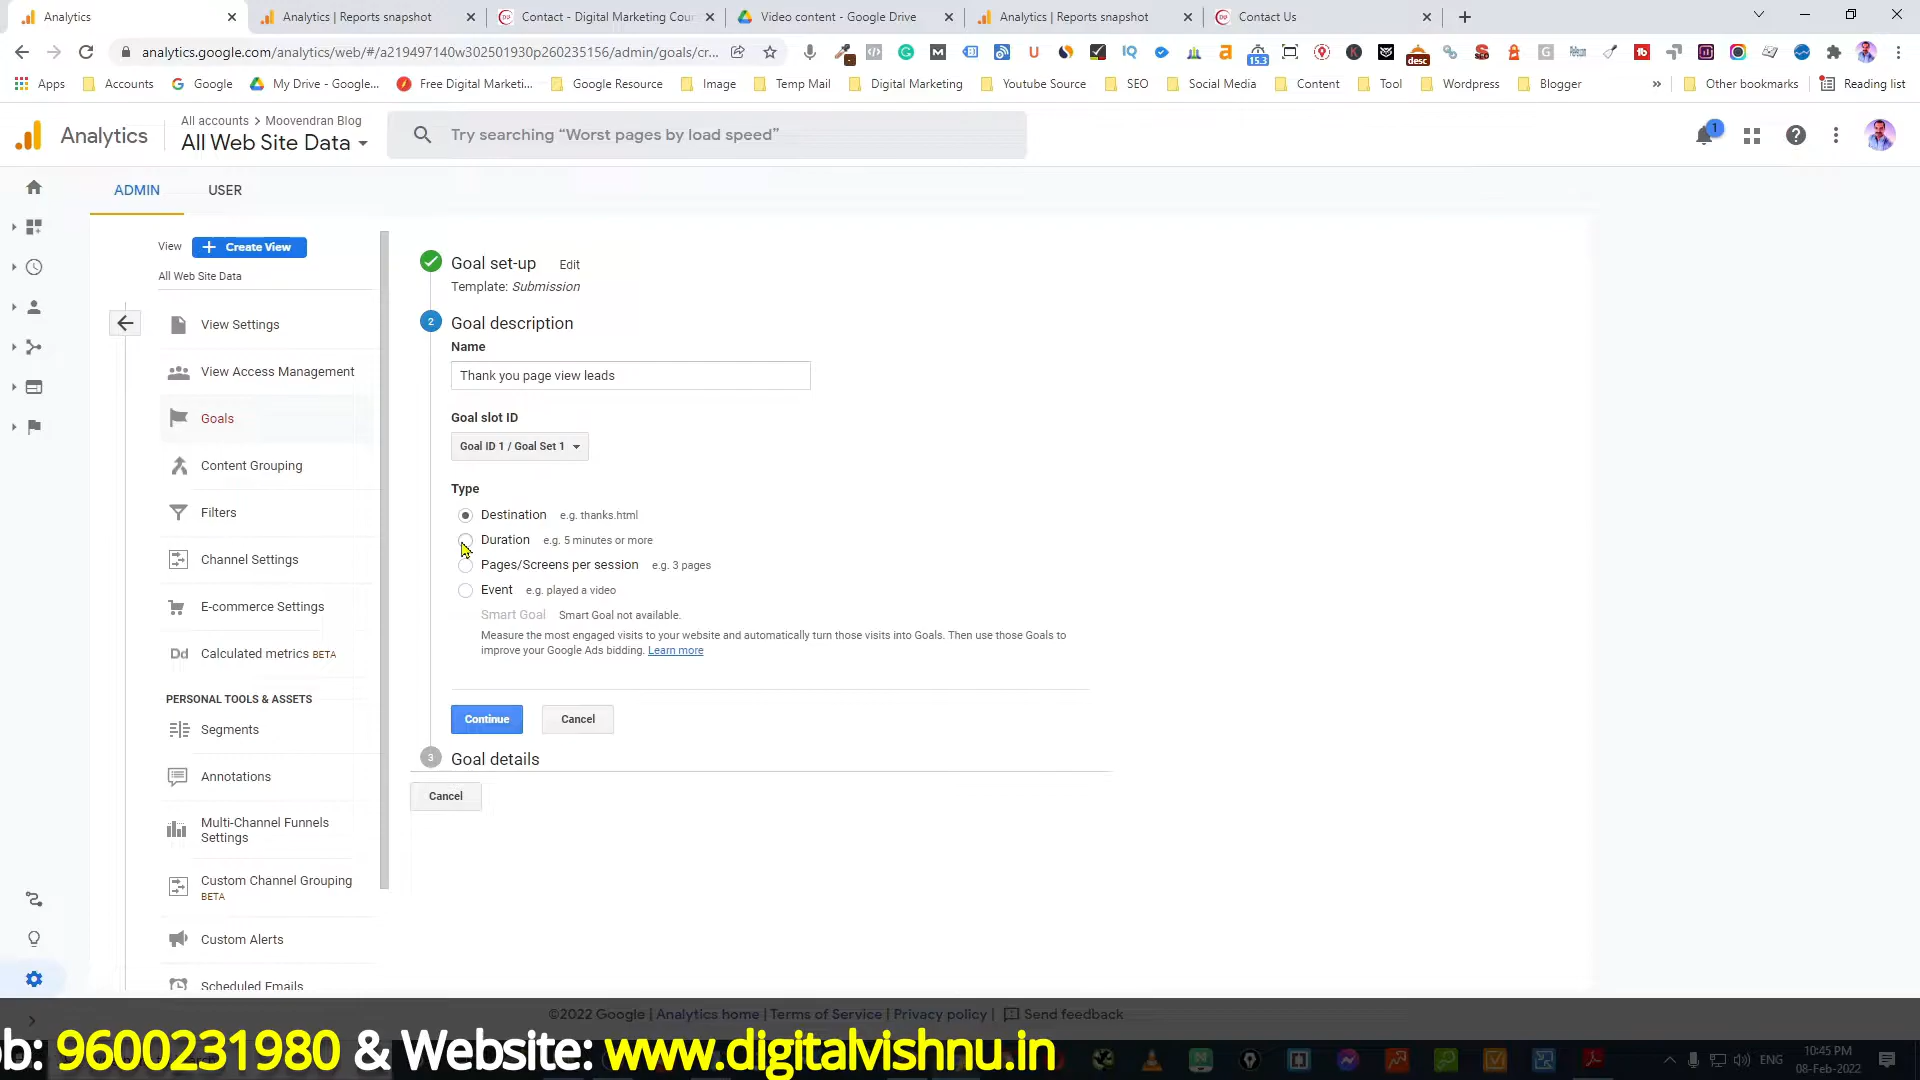 Analytics
Analytics | Reports snapshot
Contact - Digital Marketing Cour
Video content - Google Drive
Analytics | Reports snapshot
Contact Us
analytics.google.com/analytics/web/#/a219497140w302501930p260235156/admin/goals/cr...
15.3
desc
Apps
Accounts
Google
My Drive - Google...
Free Digital Marketi...
Google Resource
Image
Temp Mail
Digital Marketing
Youtube Source
SEO
Social Media
Content
Tool
Wordpress
Blogger
»
Other bookmarks
Reading list
Analytics
All accounts > Moovendran Blog
All Web Site Data
Try searching “Worst pages by load speed”
1
ADMIN
USER
View
+ Create View
All Web Site Data
View Settings
View Access Management
Goals
Content Grouping
Filters
Channel Settings
E-commerce Settings
Dd Calculated metrics BETA
PERSONAL TOOLS & ASSETS
Segments
Annotations
Multi-Channel Funnels
Settings
Custom Channel Grouping
BETA
Custom Alerts
Scheduled Emails
Goal set-up Edit
Template: Submission
2 Goal description
Name
Thank you page view leads
Goal slot ID
Goal ID 1 / Goal Set 1
Type
Destination e.g. thanks.html
Duration e.g. 5 minutes or more
Pages/Screens per session e.g. 3 pages
Event e.g. played a video
Smart Goal Smart Goal not available.
Measure the most engaged visits to your website and automatically turn those visits into Goals. Then use those Goals to
improve your Google Ads bidding. Learn more
Continue
Cancel
3 Goal details
Cancel
©2022 Google | Analytics home | Terms of Service | Privacy policy | Send feedback
b: 9600231980 & Website: www.digitalvishnu.in
ENG
10:45 PM
08-Feb-2022